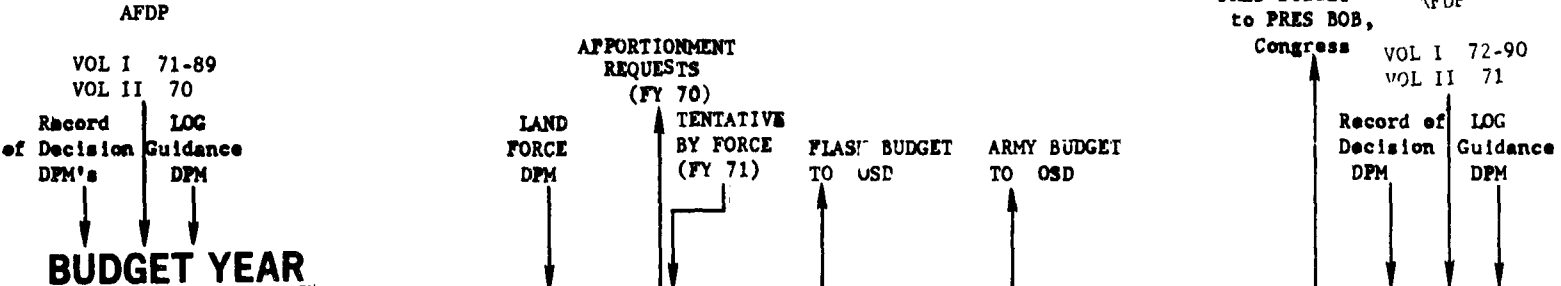 AFDP
VOL I 71-89
VOL II 70
Record
of Decision
DPM's
LOG
Guidance
DPM
BUDGET YEAR
LAND
FORCE
DPM
APPORTIONMENT
REQUESTS
(FY 70)
TENTATIVE
BY FORCE
(FY 71)
FLASH BUDGET
TO OSD
ARMY BUDGET
TO OSD
to PRES BOB,
Congress
VOL I 72-90
VOL II 71
Record of
Decision
DPM
LOG
Guidance
DPM